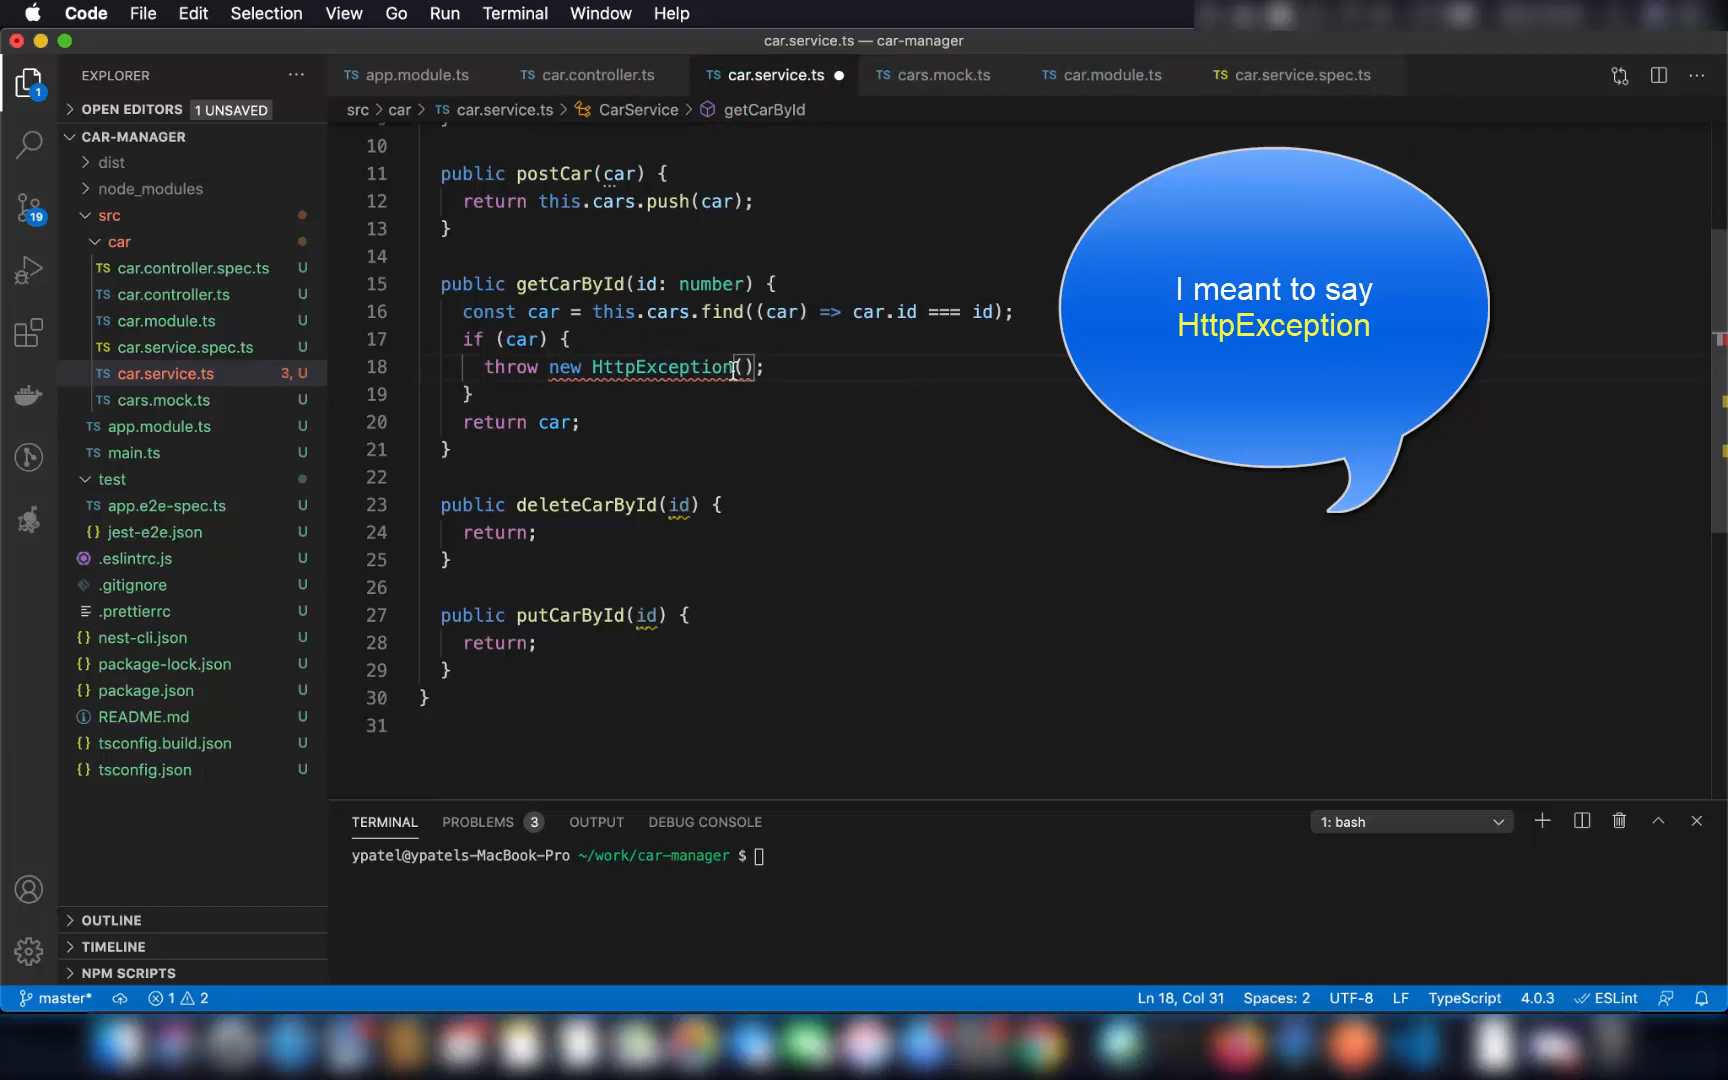 Code File Edit Selection View Go Run Terminal Window Help
car.service.ts — car-manager
EXPLORER
TS app.module.ts TS car.controller.ts TS car.service.ts TS cars.mock.ts TS car.module.ts TS car.service.spec.ts
OPEN EDITORS 1 UNSAVED
src > car > TS car.service.ts > CarService > getCarById
CAR-MANAGER
dist
node_modules
src
car
TS car.controller.spec.ts U
TS car.controller.ts U
TS car.module.ts U
TS car.service.spec.ts U
TS car.service.ts 3, U
TS cars.mock.ts U
TS app.module.ts U
TS main.ts U
test
TS app.e2e-spec.ts U
{} jest-e2e.json U
.eslintrc.js U
.gitignore U
.prettierrc U
{} nest-cli.json U
{} package-lock.json U
{} package.json U
README.md U
{} tsconfig.build.json U
{} tsconfig.json U
OUTLINE
TIMELINE
NPM SCRIPTS
1
19
10
11 public postCar(car) {
12 return this.cars.push(car);
13 }
14
15 public getCarById(id: number) {
16 const car = this.cars.find((car) => car.id === id);
17 if (car) {
18 throw new HttpException();
19 }
20 return car;
21 }
22
23 public deleteCarById(id) {
24 return;
25 }
26
27 public putCarById(id) {
28 return;
29 }
30 }
31
I meant to say
HttpException
TERMINAL PROBLEMS 3 OUTPUT DEBUG CONSOLE 1: bash
ypatel@ypatels-MacBook-Pro ~/work/car-manager $
master* 1 2 Ln 18, Col 31 Spaces: 2 UTF-8 LF TypeScript 4.0.3 ESLint